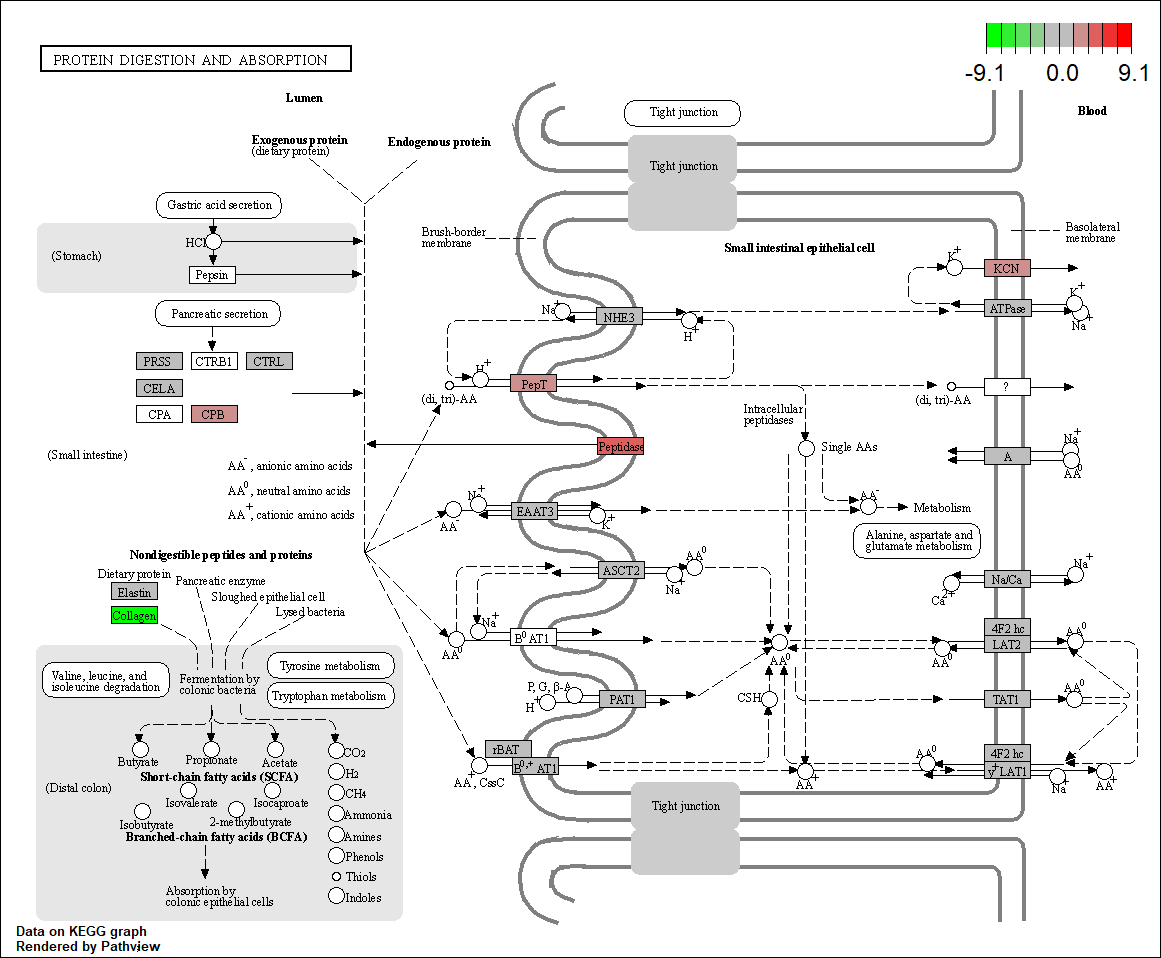 PROTEIN DIGESTION AND ABSORPTION
-9.1 0.0 9.1
Lumen
Blood
Exogenous protein
(dietary protein)
Endogenous protein
Tight junction
Tight junction
Gastric acid secretion
HCl
(Stomach)
Pepsin
Brush-border
membrane
Small intestinal epithelial cell
Basolateral
membrane
K+
KCN
Pancreatic secretion
PRSS
CTRB1
CTRL
CELA
CPA
CPB
Na+
NHE3
H+
ATPase
K+
Na+
H+
(di, tri)-AA
PepT
(di, tri)-AA
?
Intracellular
peptidases
Peptidase
Single AAs
Na+
A
AA0
(Small intestine)
AA-, anionic amino acids
AA0, neutral amino acids
AA+, cationic amino acids
Na+
AA-
EAAT3
K+
AA-
Metabolism
Alanine, aspartate and
glutamate metabolism
ASCT2
AA0
Na+
Na/Ca
Na+
Ca2+
Nondigestible peptides and proteins
Dietary protein
Pancreatic enzyme
Elastin
Sloughed epithelial cell
Collagen
Lysed bacteria
Na+
AA0
B0 AT1
AA0
4F2 hc
LAT2
AA0
AA0
Valine, leucine, and
isoleucine degradation
Fermentation by
colonic bacteria
Tyrosine metabolism
Tryptophan metabolism
P, G, β-A
H+
PAT1
CSH
TAT1
AA0
rBAT
B0,+ AT1
AA+, CssC
AA+
AA0
4F2 hc
y+LAT1
Na+
AA+
Butyrate
Propionate
Acetate
CO2
Short-chain fatty acids (SCFA)
H2
(Distal colon)
Isovalerate
Isocaproate
CH4
Isobutyrate
2-methylbutyrate
Ammonia
Branched-chain fatty acids (BCFA)
Amines
Phenols
Thiols
Indoles
Absorption by
colonic epithelial cells
Tight junction
Data on KEGG graph
Rendered by Pathview